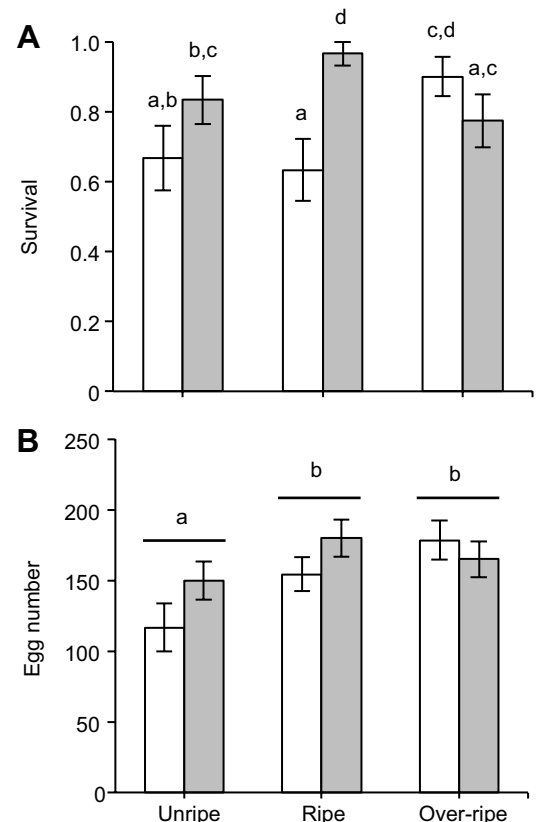 A
d
c,d
b,c
1.0
a,c
a,b
a
0.8
0.6
Survival
0.4
0.2
0
B
250
b
b
200
a
150
Egg number
100
50
0
Unripe Ripe Over-ripe